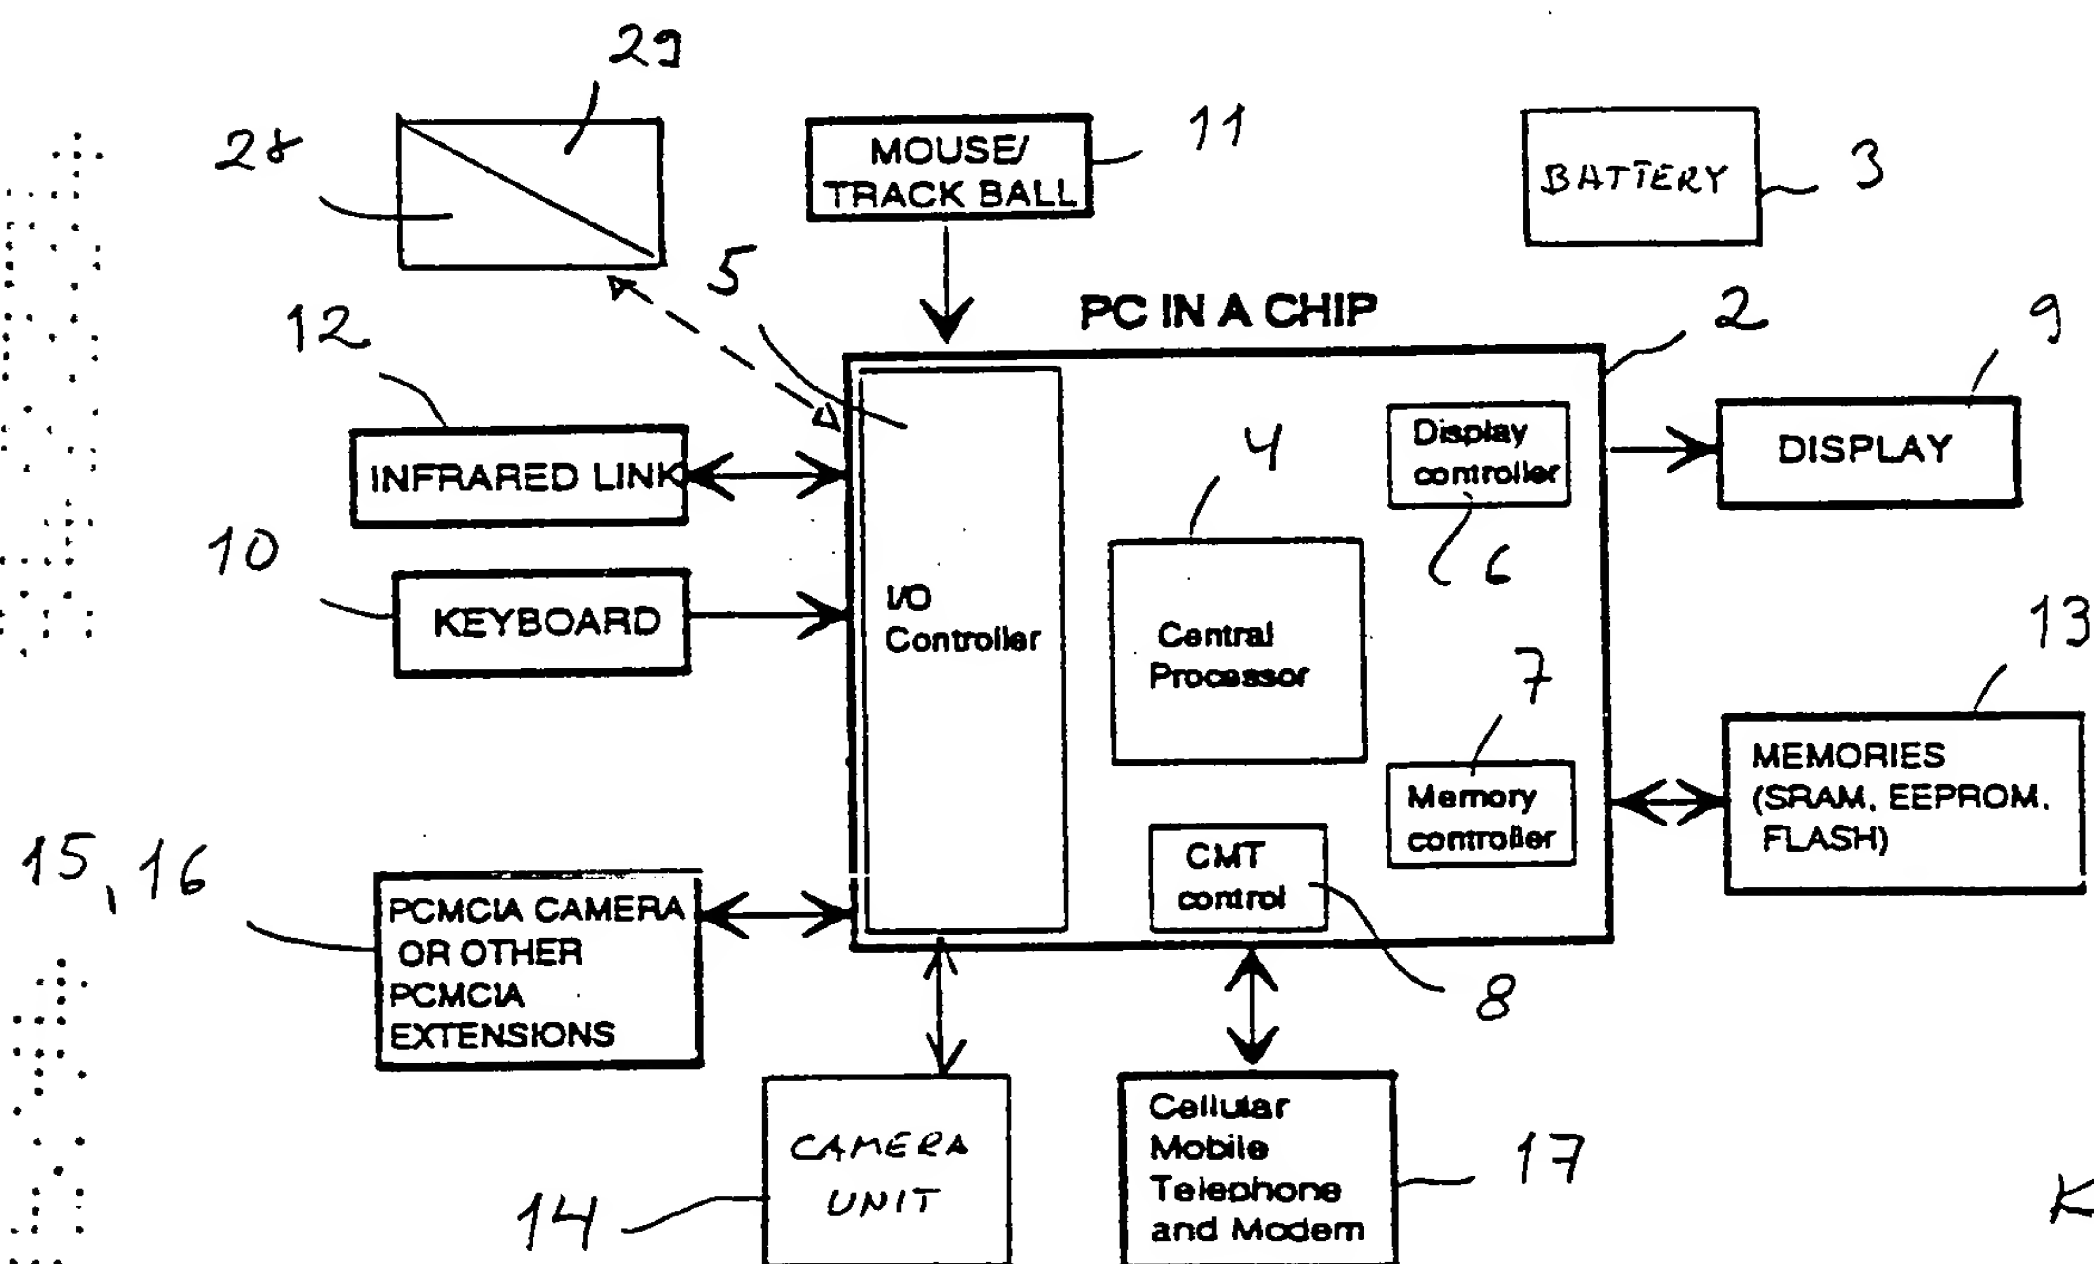 29
28
MOUSE/
TRACK BALL
11
BATTERY
3
5
12
PC IN A CHIP
2
9
INFRARED LINK
4
Display
controller
6
DISPLAY
10
KEYBOARD
I/O
Controller
Central
Processor
7
13
Memory
controller
MEMORIES
(SRAM, EEPROM,
FLASH)
15, 16
PCMCIA CAMERA
OR OTHER
PCMCIA
EXTENSIONS
CMT
control
8
CAMERA
UNIT
14
Cellular
Mobile
Telephone
and Modem
17
K